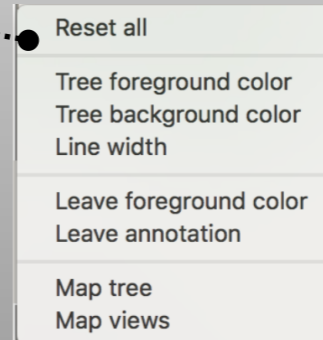 Reset all
Tree foreground color
Tree background color
Line width
Leave foreground color
Leave annotation
Map tree
Map views